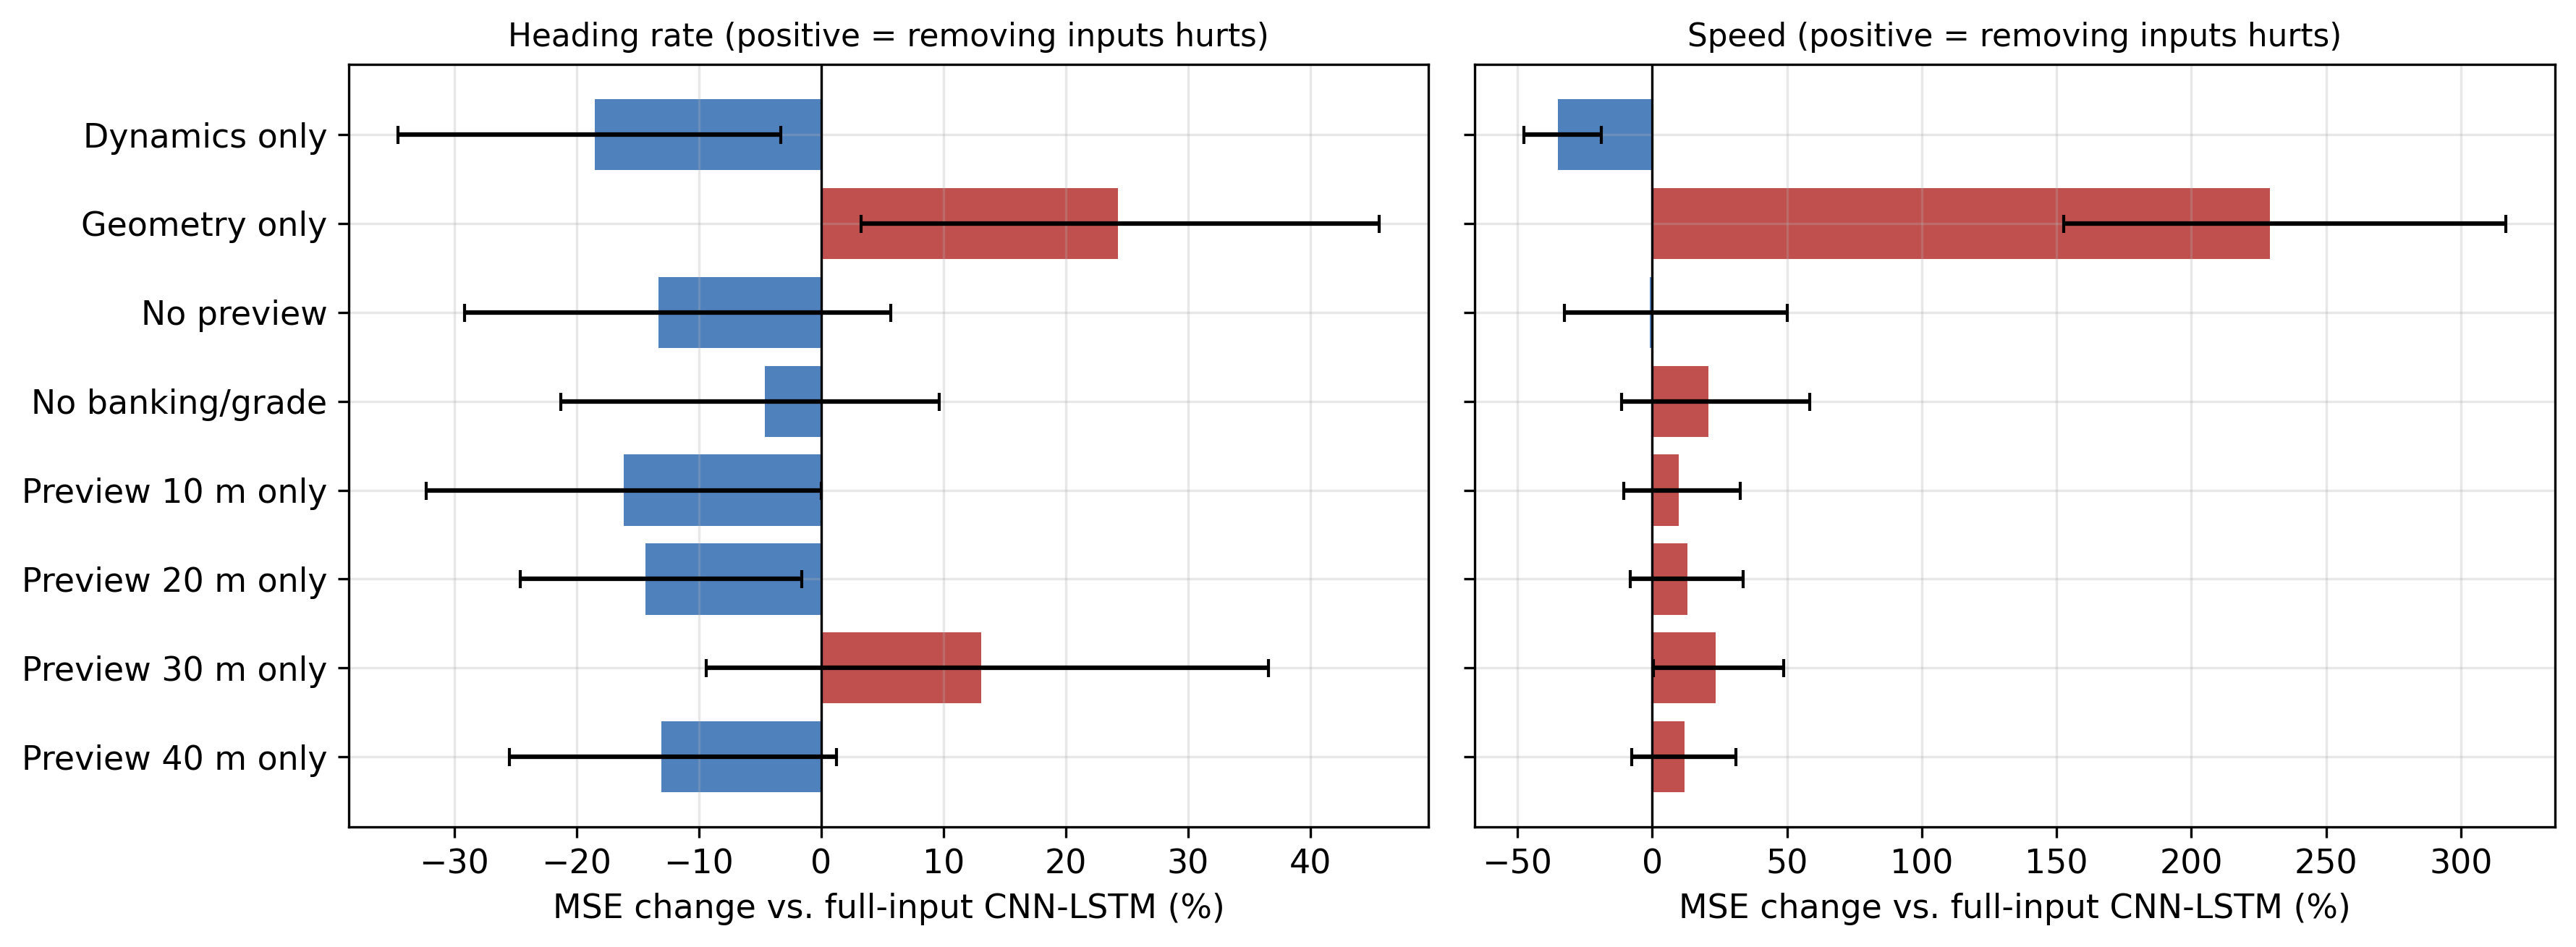 Heading rate (positive = removing inputs hurts)
Speed (positive = removing inputs hurts)
Dynamics only
Geometry only
No preview
No banking/grade
Preview 10 m only
Preview 20 m only
Preview 30 m only
Preview 40 m only
−30 −20 −10 0 10 20 30 40
−50 0 50 100 150 200 250 300
MSE change vs. full-input CNN-LSTM (%)
MSE change vs. full-input CNN-LSTM (%)